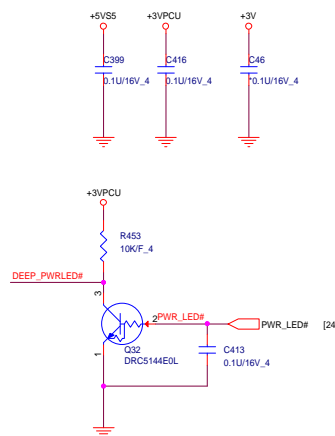 +5VS5 +3VPCU +3V
C399 C416 C46
0.1U/16V_4 0.1U/16V_4 *0.1U/16V_4
+3VPCU
R453
10K/F_4
DEEP_PWRLED#
3
2 PWR_LED#
PWR_LED# [24
1
Q32
DRC5144E0L
C413
0.1U/16V_4